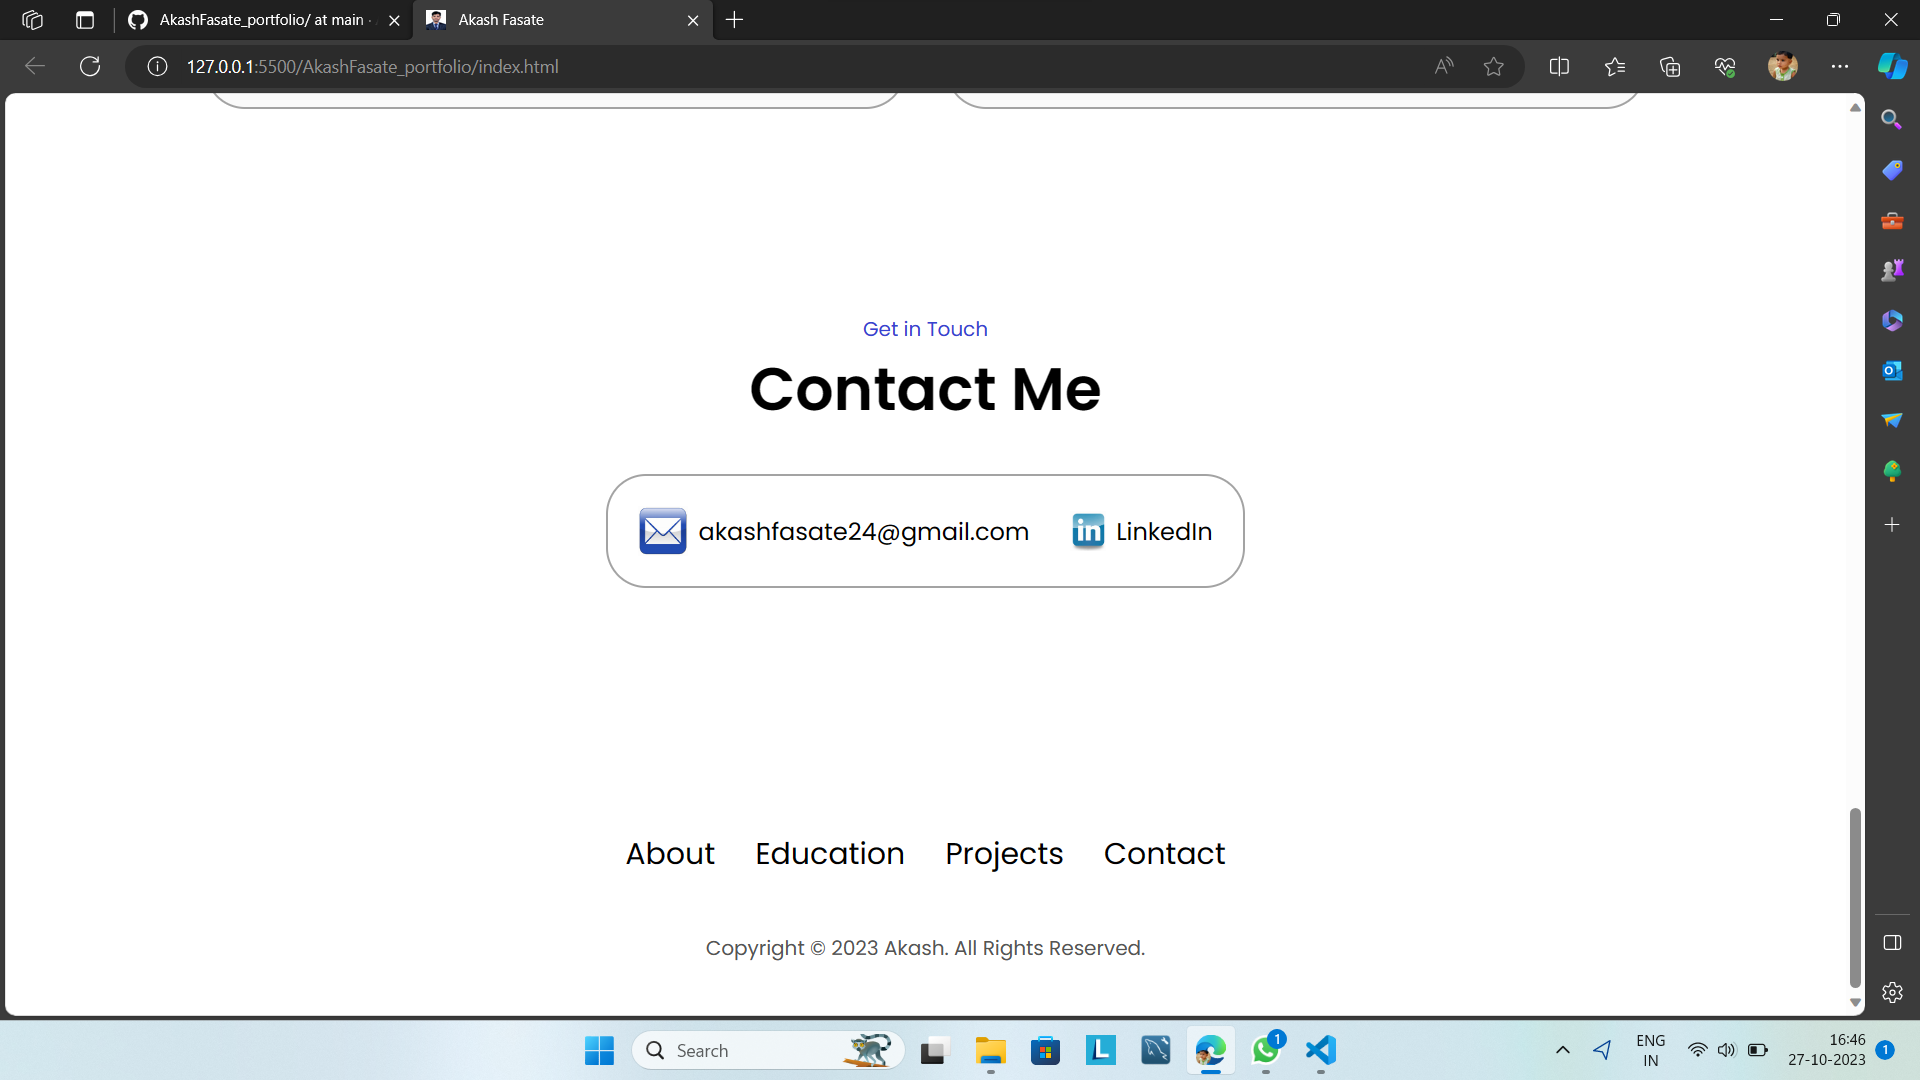 AkashFasate_portfolio/ at main ·
Akash Fasate
127.0.0.1:5500/AkashFasate_portfolio/index.html
Get in Touch
Contact Me
akashfasate24@gmail.com
in LinkedIn
About Education Projects Contact
Copyright © 2023 Akash. All Rights Reserved.
Search
L
1
ENG
IN
16:46
27-10-2023
1